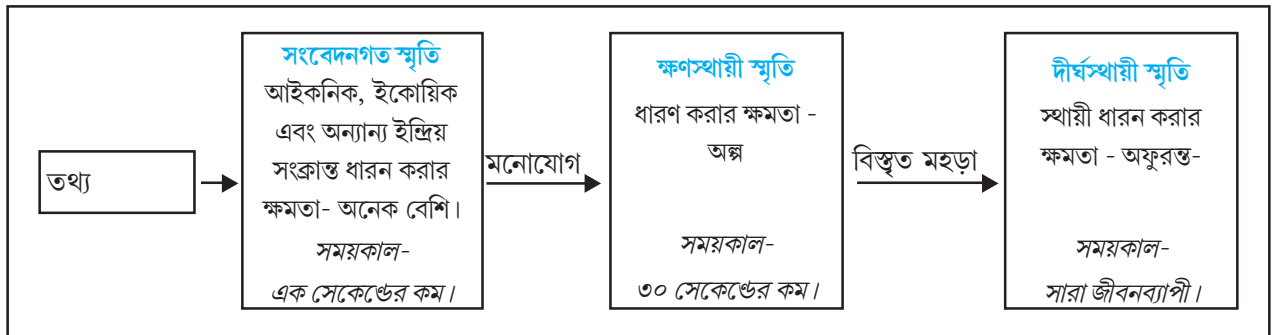 তথ্য
সংবেদনগত স্মৃতি
আইকনিক, ইকোয়িক
এবং অন্যান্য ইন্দ্রিয়
সংক্রান্ত ধারন করার
ক্ষমতা- অনেক বেশি।
সময়কাল-
এক সেকেণ্ডের কম।
মনোযোগ
ক্ষণস্থায়ী স্মৃতি
ধারণ করার ক্ষমতা -
অল্প
সময়কাল-
৩০ সেকেণ্ডের কম।
বিস্তৃত মহড়া
দীর্ঘস্থায়ী স্মৃতি
স্থায়ী ধারন করার
ক্ষমতা - অফুরন্ত-
সময়কাল-
সারা জীবনব্যাপী।